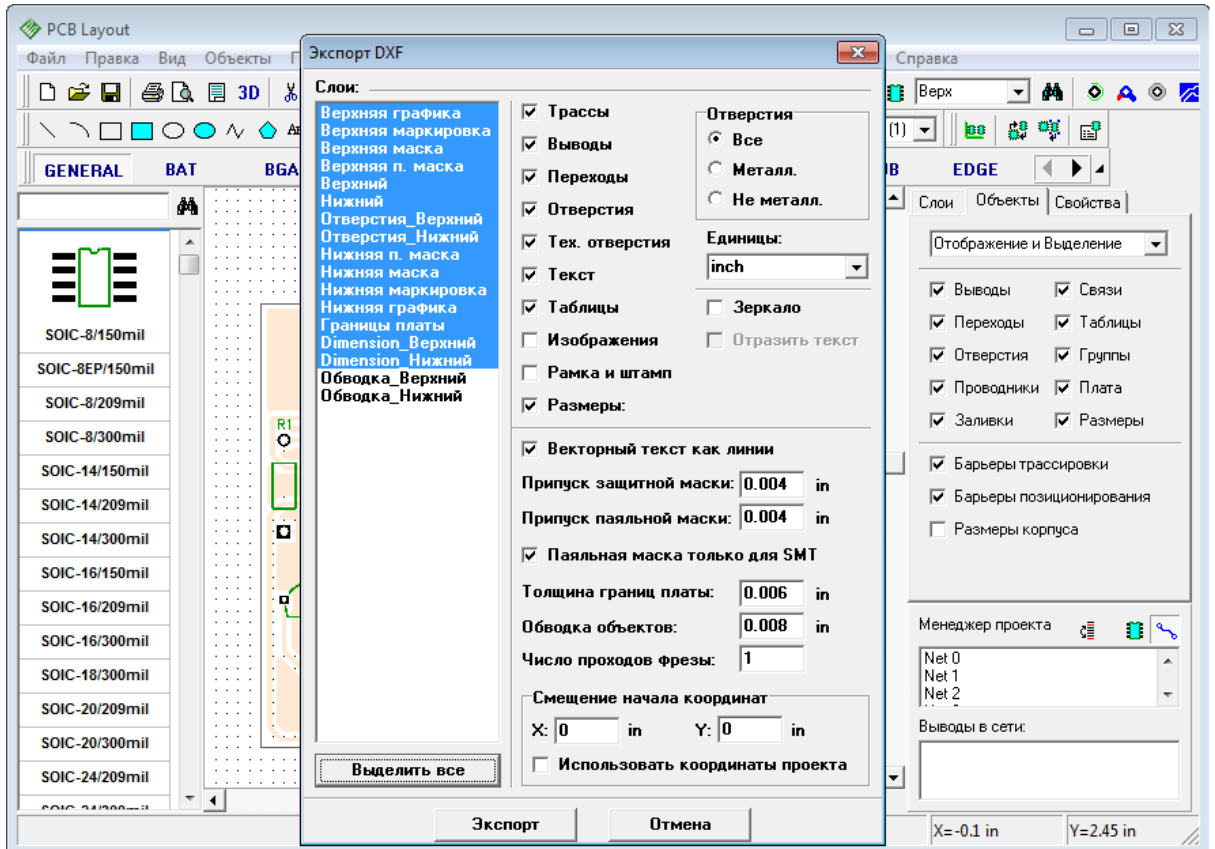 PCB Layout
Файл Правка Вид Объекты
Справка
3D
Верх
(1)
GENERAL BAT BGA
EDGE
SOIC-8/150mil
SOIC-8EP/150mil
SOIC-8/209mil
SOIC-8/300mil
SOIC-14/150mil
SOIC-14/209mil
SOIC-14/300mil
SOIC-16/150mil
SOIC-16/209mil
SOIC-16/300mil
SOIC-18/300mil
SOIC-20/209mil
SOIC-20/300mil
SOIC-24/209mil
R1
Экспорт DXF
Слои:
Верхняя графика
Верхняя маркировка
Верхняя маска
Верхняя п. маска
Верхний
Нижний
Отверстия_Верхний
Отверстия_Нижний
Нижняя п. маска
Нижняя маска
Нижняя маркировка
Нижняя графика
Границы платы
Dimension_Верхний
Dimension_Нижний
Обводка_Верхний
Обводка_Нижний
Выделить все
Трассы
Выводы
Переходы
Отверстия
Тех. отверстия
Текст
Таблицы
Изображения
Рамка и штамп
Размеры:
Отверстия
Все
Металл.
Не металл.
Единицы:
inch
Зеркало
Отразить текст
Векторный текст как линии
Припуск защитной маски: 0.004 in
Припуск паяльной маски: 0.004 in
Паяльная маска только для SMT
Толщина границ платы: 0.006 in
Обводка объектов: 0.008 in
Число проходов фрезы: 1
Смещение начала координат
X: 0 in Y: 0 in
Использовать координаты проекта
Экспорт Отмена
Слои Объекты Свойства
Отображение и Выделение
Выводы Связи
Переходы Таблицы
Отверстия Группы
Проводники Плата
Заливки Размеры
Барьеры трассировки
Барьеры позиционирования
Размеры корпуса
Менеджер проекта
Net 0
Net 1
Net 2
Выводы в сети:
X=-0.1 in Y=2.45 in